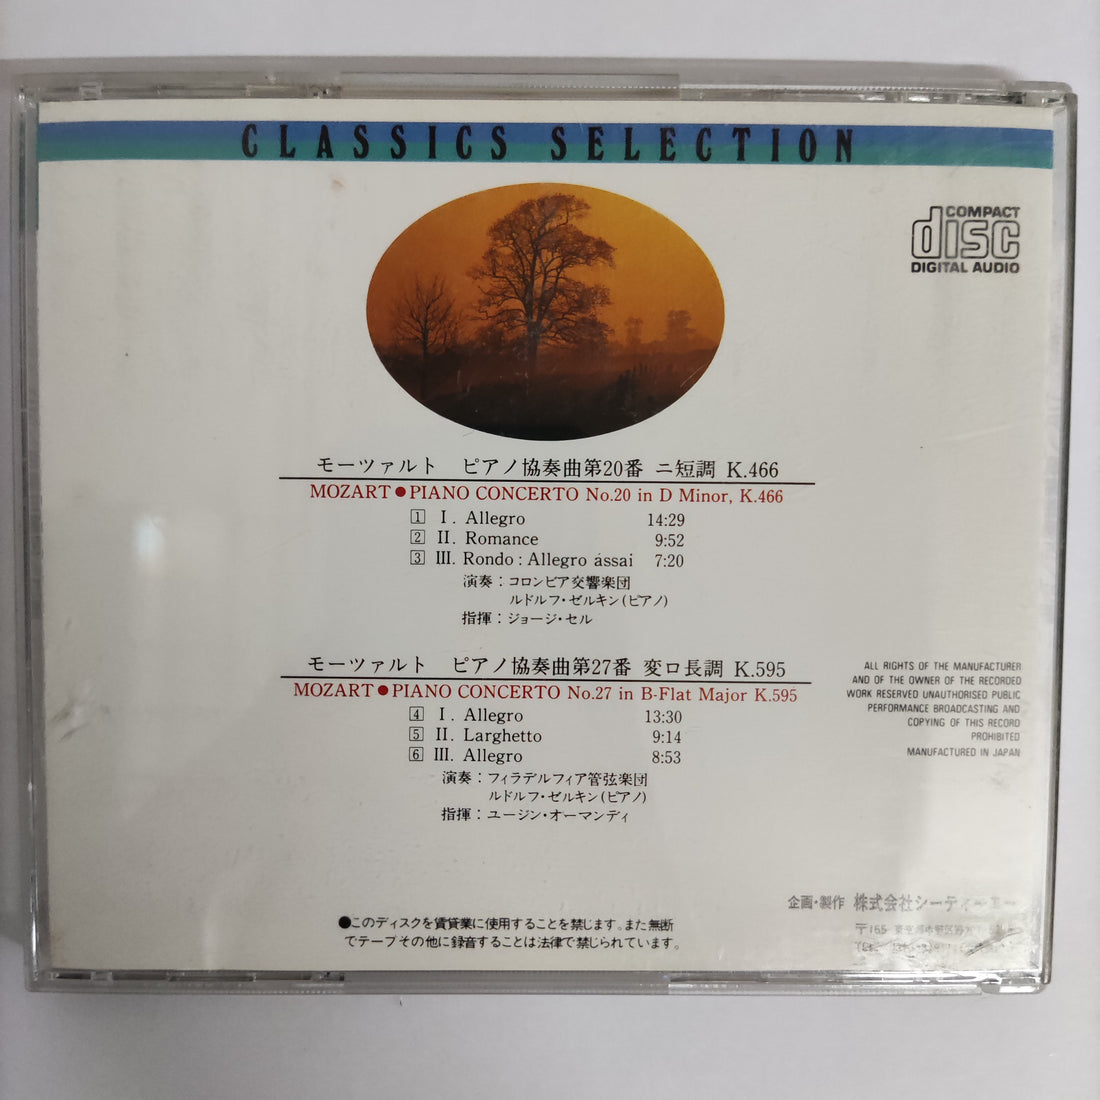 CLASSICS SELECTION
COMPACT
disc
DIGITAL AUDIO
モーツァルト ピアノ協奏曲第20番 ニ短調 K.466
MOZART●PIANO CONCERTO No.20 in D Minor, K.466
1 I. Allegro 14:29
2 II. Romance 9:52
3 III. Rondo : Allegro assai 7:20
演奏：コロンビア交響楽団
ルドルフ・ゼルキン(ピアノ)
指揮：ジョージ・セル
モーツァルト ピアノ協奏曲第27番 変ロ長調 K.595
MOZART●PIANO CONCERTO No.27 in B-Flat Major K.595
4 I. Allegro 13:30
5 II. Larghetto 9:14
6 III. Allegro 8:53
演奏：フィラデルフィア管弦楽団
ルドルフ・ゼルキン(ピアノ)
指揮：ユージン・オーマンディ
ALL RIGHTS OF THE MANUFACTURER
AND OF THE OWNER OF THE RECORDED
WORK RESERVED UNAUTHORISED PUBLIC
PERFORMANCE BROADCASTING AND
COPYING OF THIS RECORD
PROHIBITED
MANUFACTURED IN JAPAN
企画・製作 株式会社シーティー
〒165
●このディスクを賃貸業に使用することを禁じます。また無断
でテープその他に録音することは法律で禁じられています。